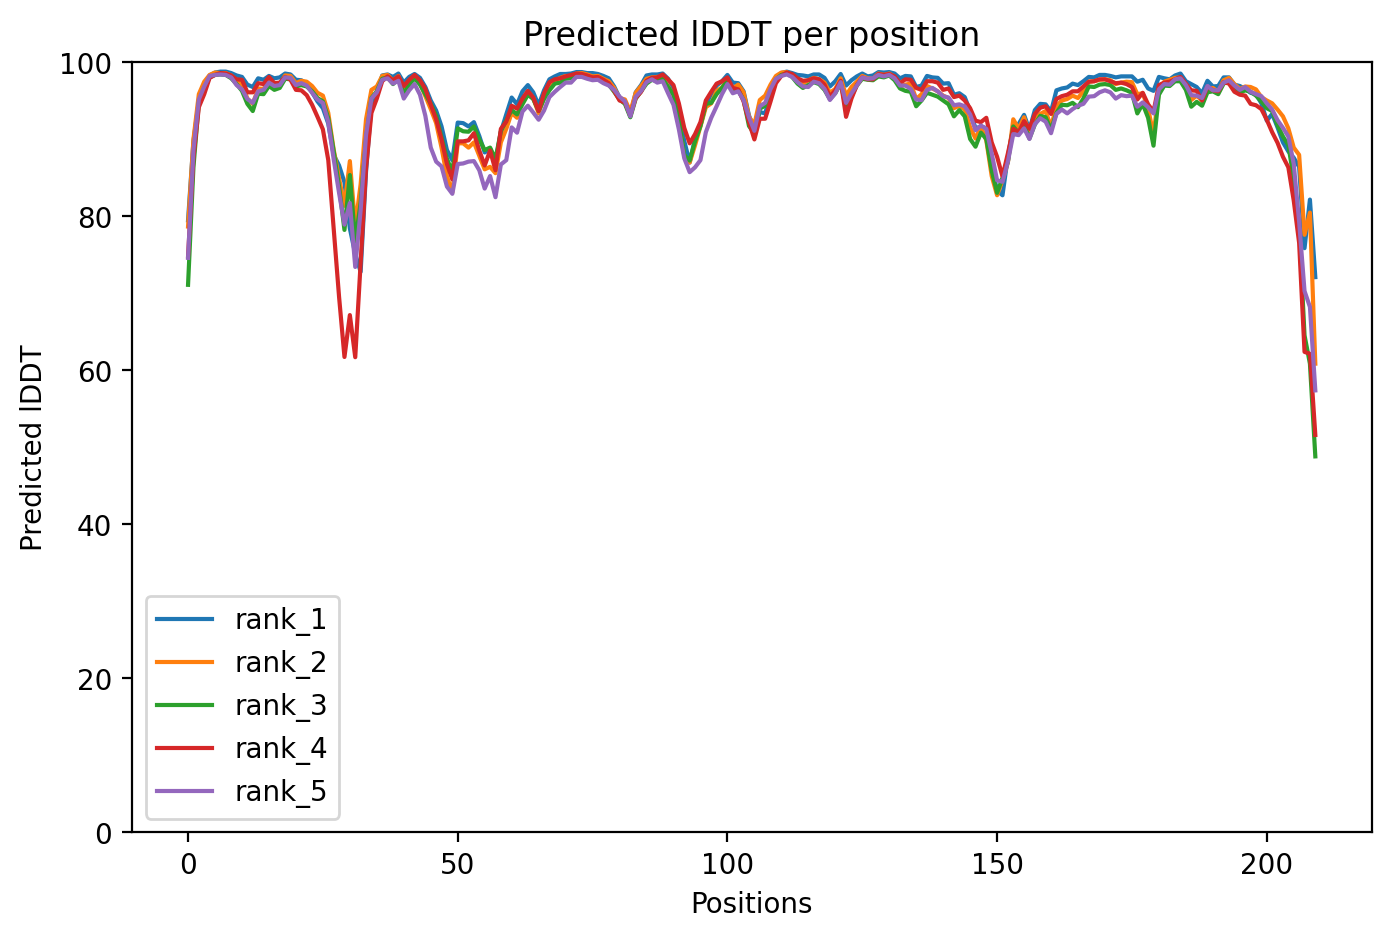 Predicted lDDT per position
Predicted lDDT
100
80
60
40
20
0
rank_1
rank_2
rank_3
rank_4
rank_5
0 50 100 150 200
Positions